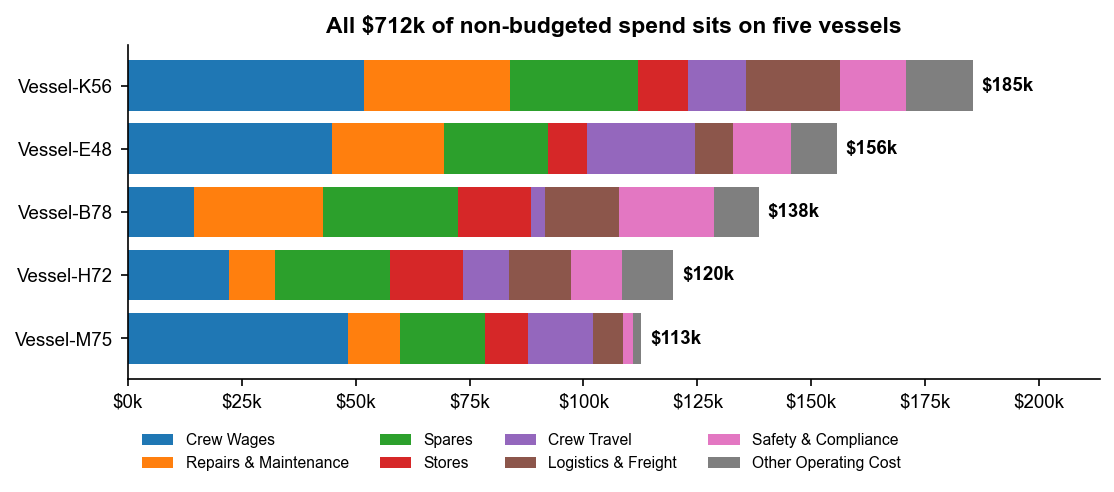 All $712k of non-budgeted spend sits on five vessels
Vessel-K56
$185k
Vessel-E48
$156k
Vessel-B78
$138k
Vessel-H72
$120k
Vessel-M75
$113k
$0k $25k $50k $75k $100k $125k $150k $175k $200k
Crew Wages Spares Crew Travel Safety & Compliance
Repairs & Maintenance Stores Logistics & Freight Other Operating Cost